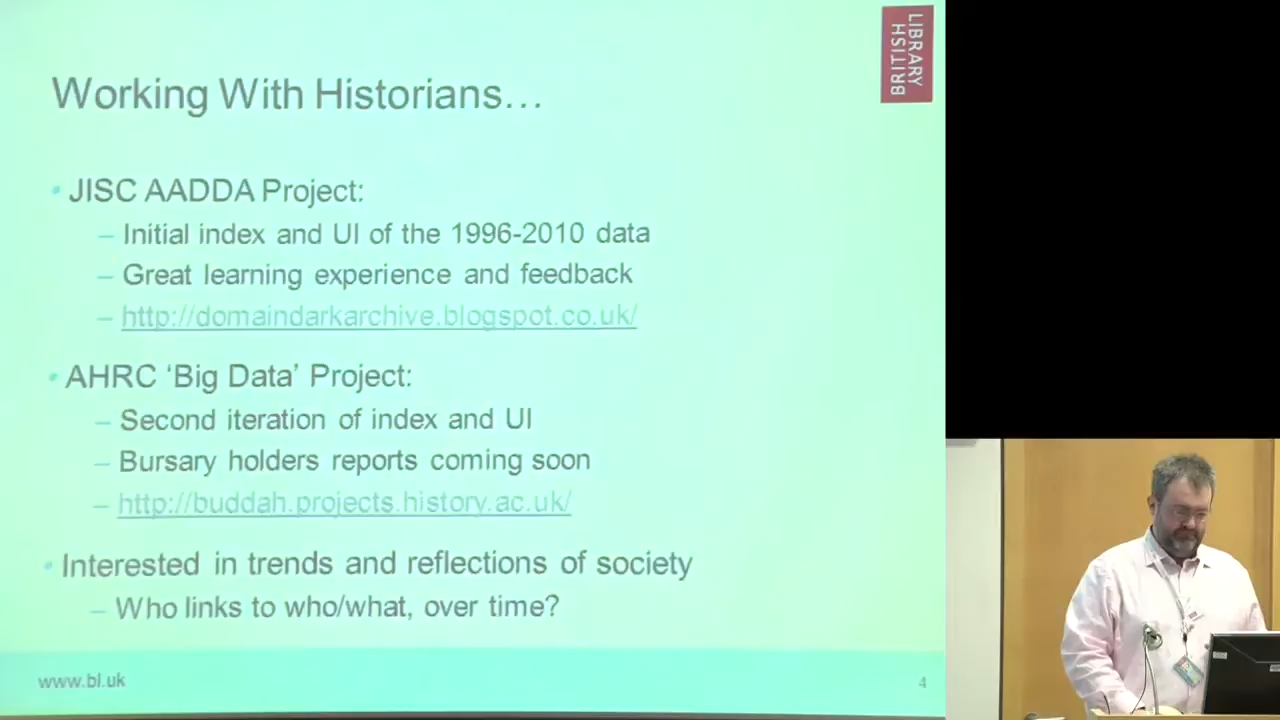 LIBRARY
BRITISH
Working With Historians…
• JISC AADDA Project:
– Initial index and UI of the 1996-2010 data
– Great learning experience and feedback
– http://domaindarkarchive.blogspot.co.uk/
• AHRC ‘Big Data’ Project:
– Second iteration of index and UI
– Bursary holders reports coming soon
– http://buddah.projects.history.ac.uk/
• Interested in trends and reflections of society
– Who links to who/what, over time?
www.bl.uk
4